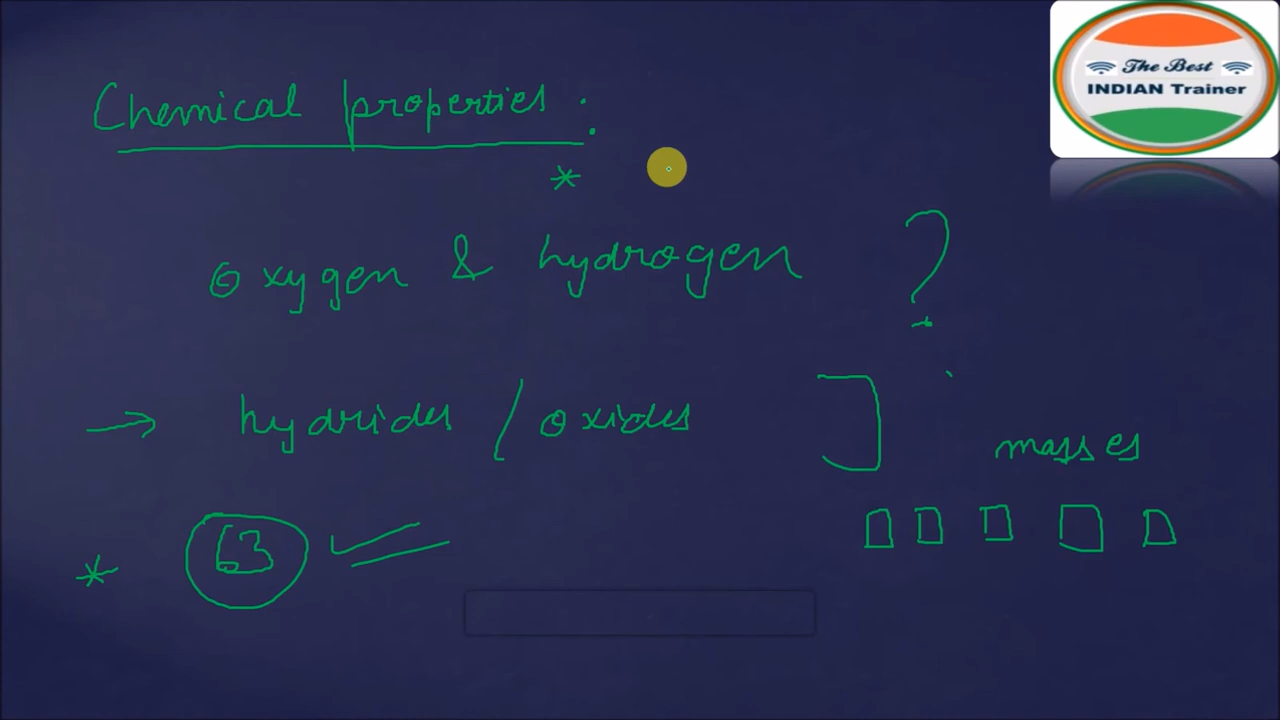 The Best
INDIAN Trainer
Chemical properties :
*
Oxygen & hydrogen ?
→ hydrides / oxides ]
masses
* 63